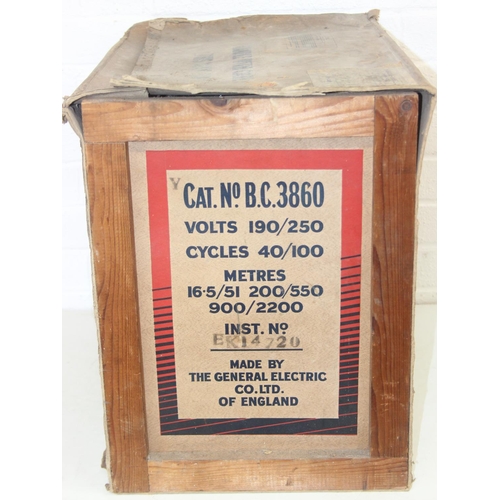 Y
CAT. No B.C.3860
VOLTS 190/250
CYCLES 40/100
METRES
16·5/51 200/550
900/2200
INST. No
EK14720
MADE BY
THE GENERAL ELECTRIC
CO. LTD.
OF ENGLAND